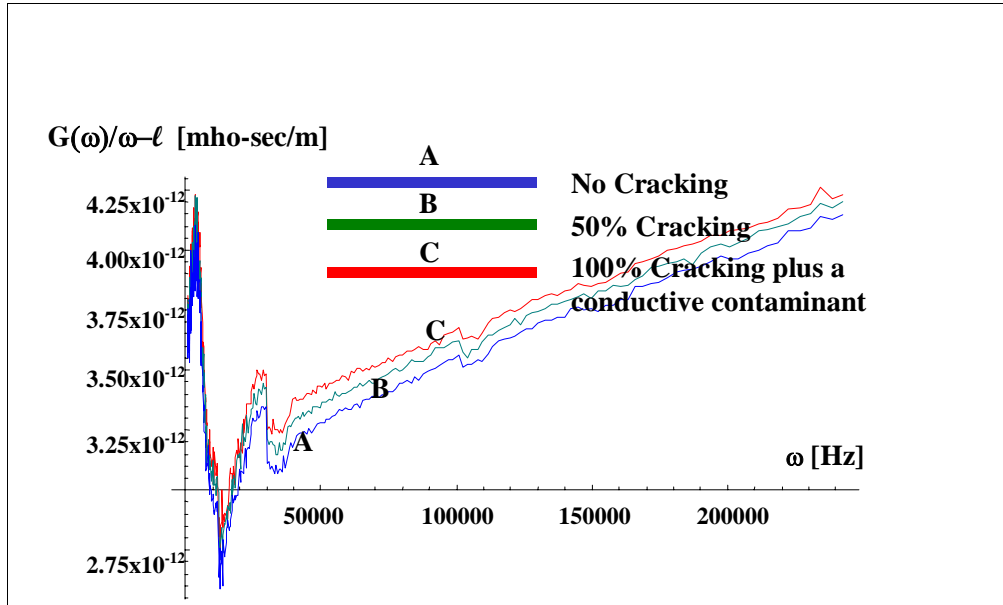 G(ω)/ω–ℓ [mho-sec/m]
A
No Cracking
B
50% Cracking
C
100% Cracking plus a
conductive contaminant
4.25x10-12
4.00x10-12
3.75x10-12
3.50x10-12
3.25x10-12
2.75x10-12
C
B
A
ω [Hz]
50000
100000
150000
200000